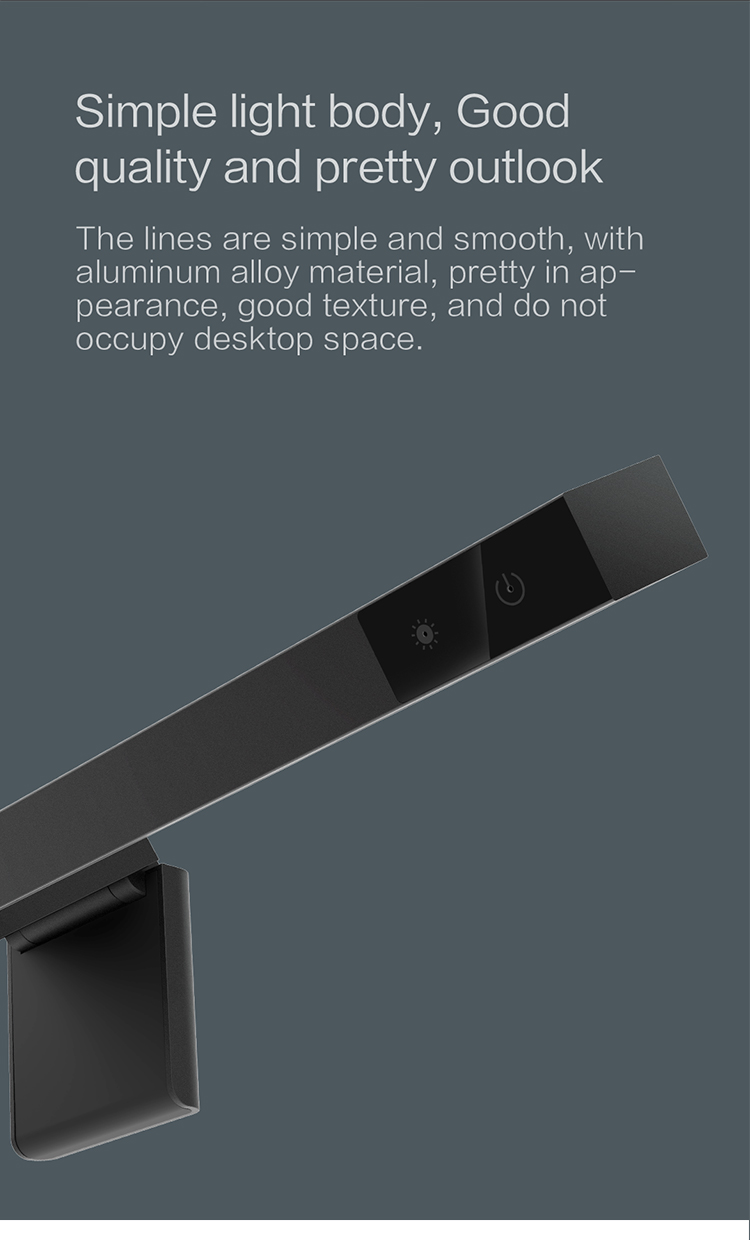 Simple light body, Good
quality and pretty outlook
The lines are simple and smooth, with
aluminum alloy material, pretty in ap-
pearance, good texture, and do not
occupy desktop space.